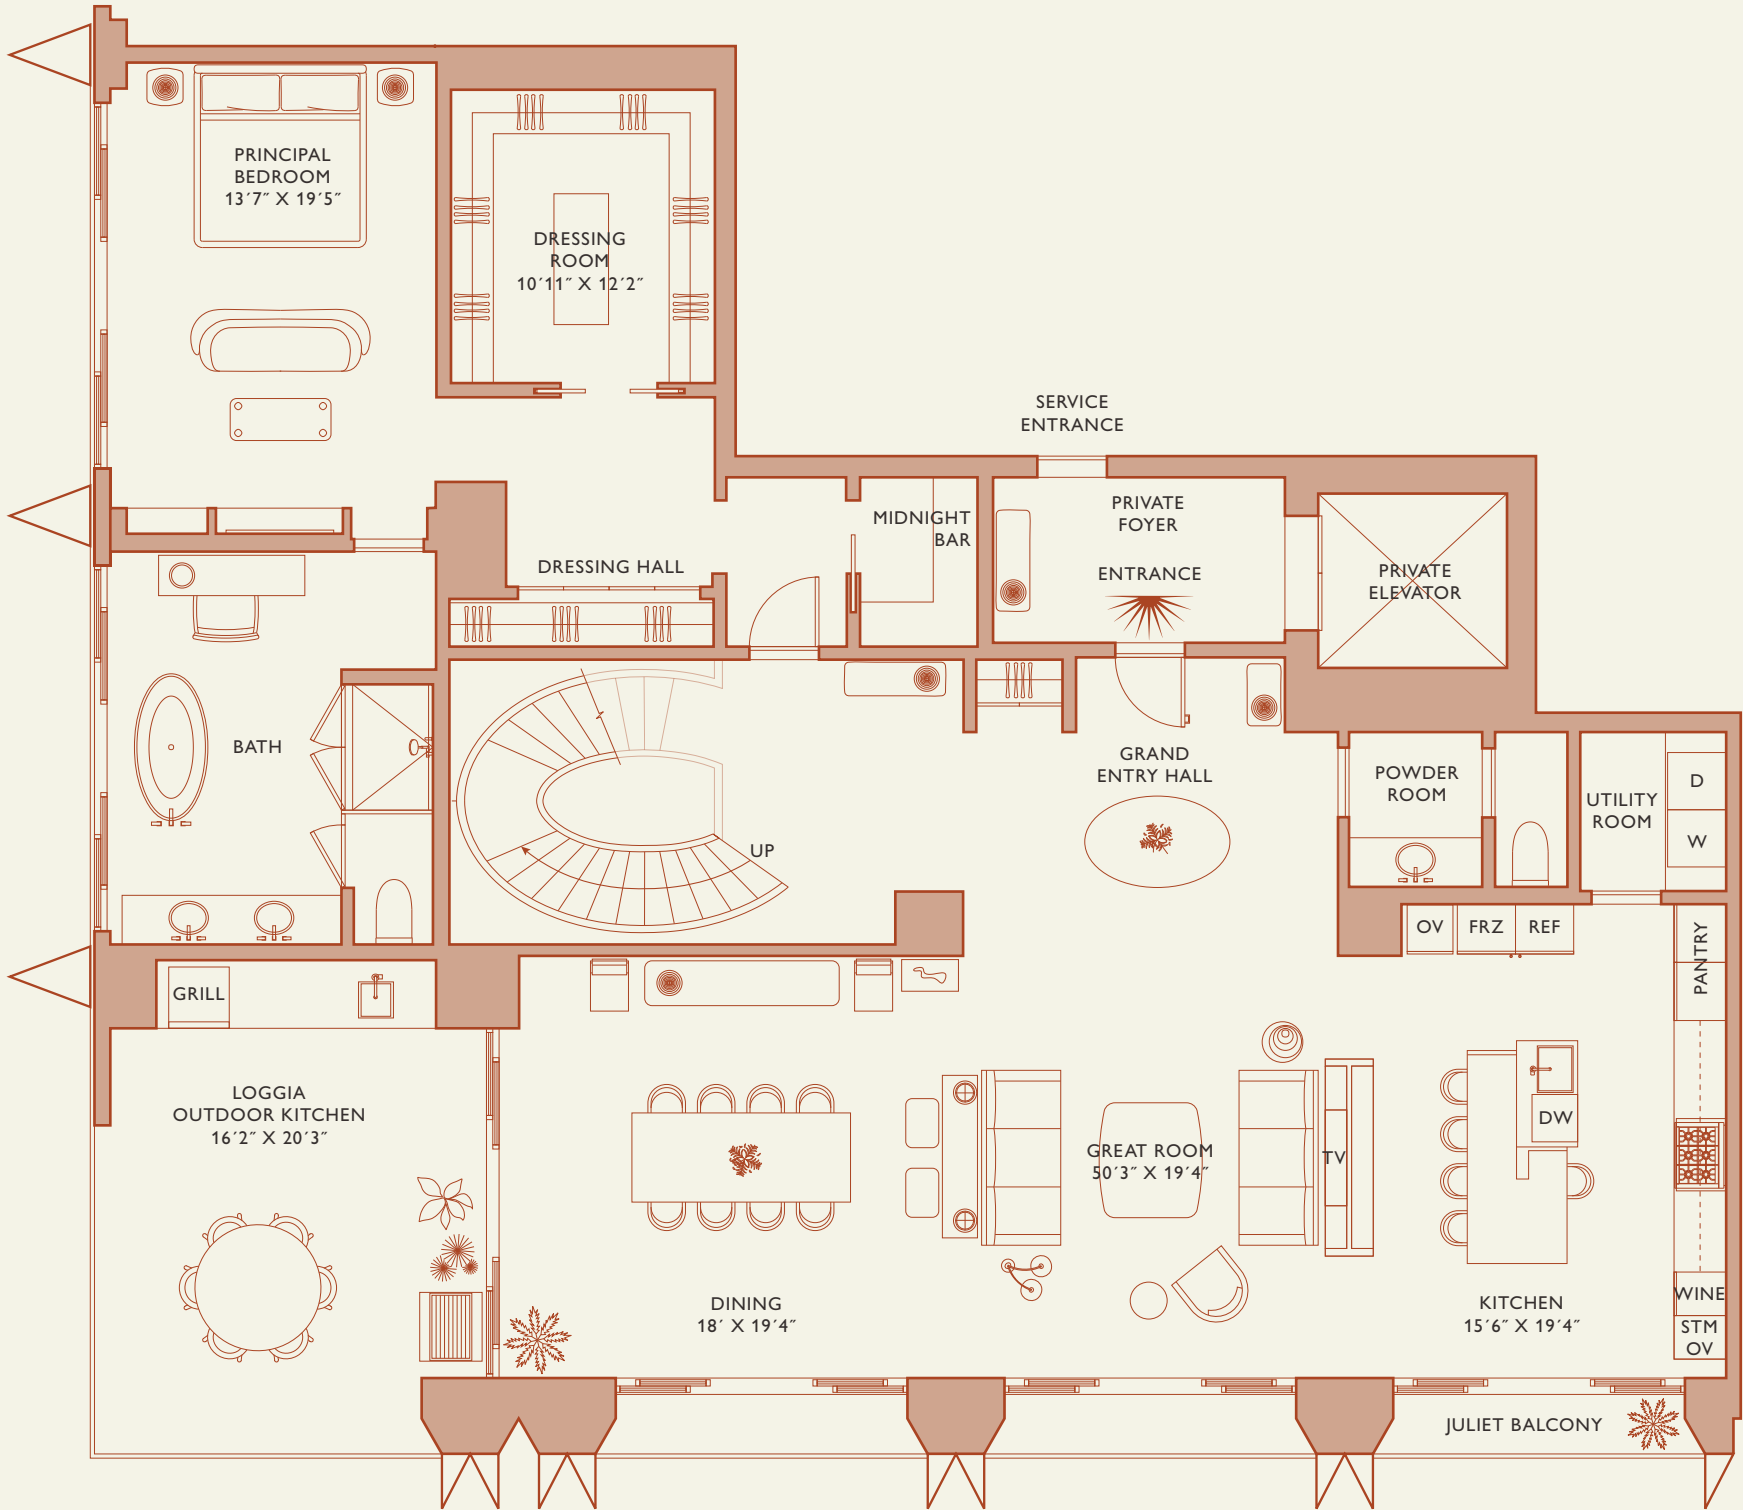 PRINCIPAL
BEDROOM
13´7˝ X 19´5˝
DRESSING
ROOM
10´11˝ X 12´2˝
SERVICE
ENTRANCE
MIDNIGHT
BAR
PRIVATE
FOYER
ENTRANCE
PRIVATE
ELEVATOR
DRESSING HALL
BATH
UP
GRAND
ENTRY HALL
POWDER
ROOM
UTILITY
ROOM
D
W
OV
FRZ
REF
PANTRY
GRILL
LOGGIA
OUTDOOR KITCHEN
16´2˝ X 20´3˝
GREAT ROOM
50´3˝ X 19´4˝
TV
DW
DINING
18´ X 19´4˝
KITCHEN
15´6˝ X 19´4˝
WINE
STM
OV
JULIET BALCONY